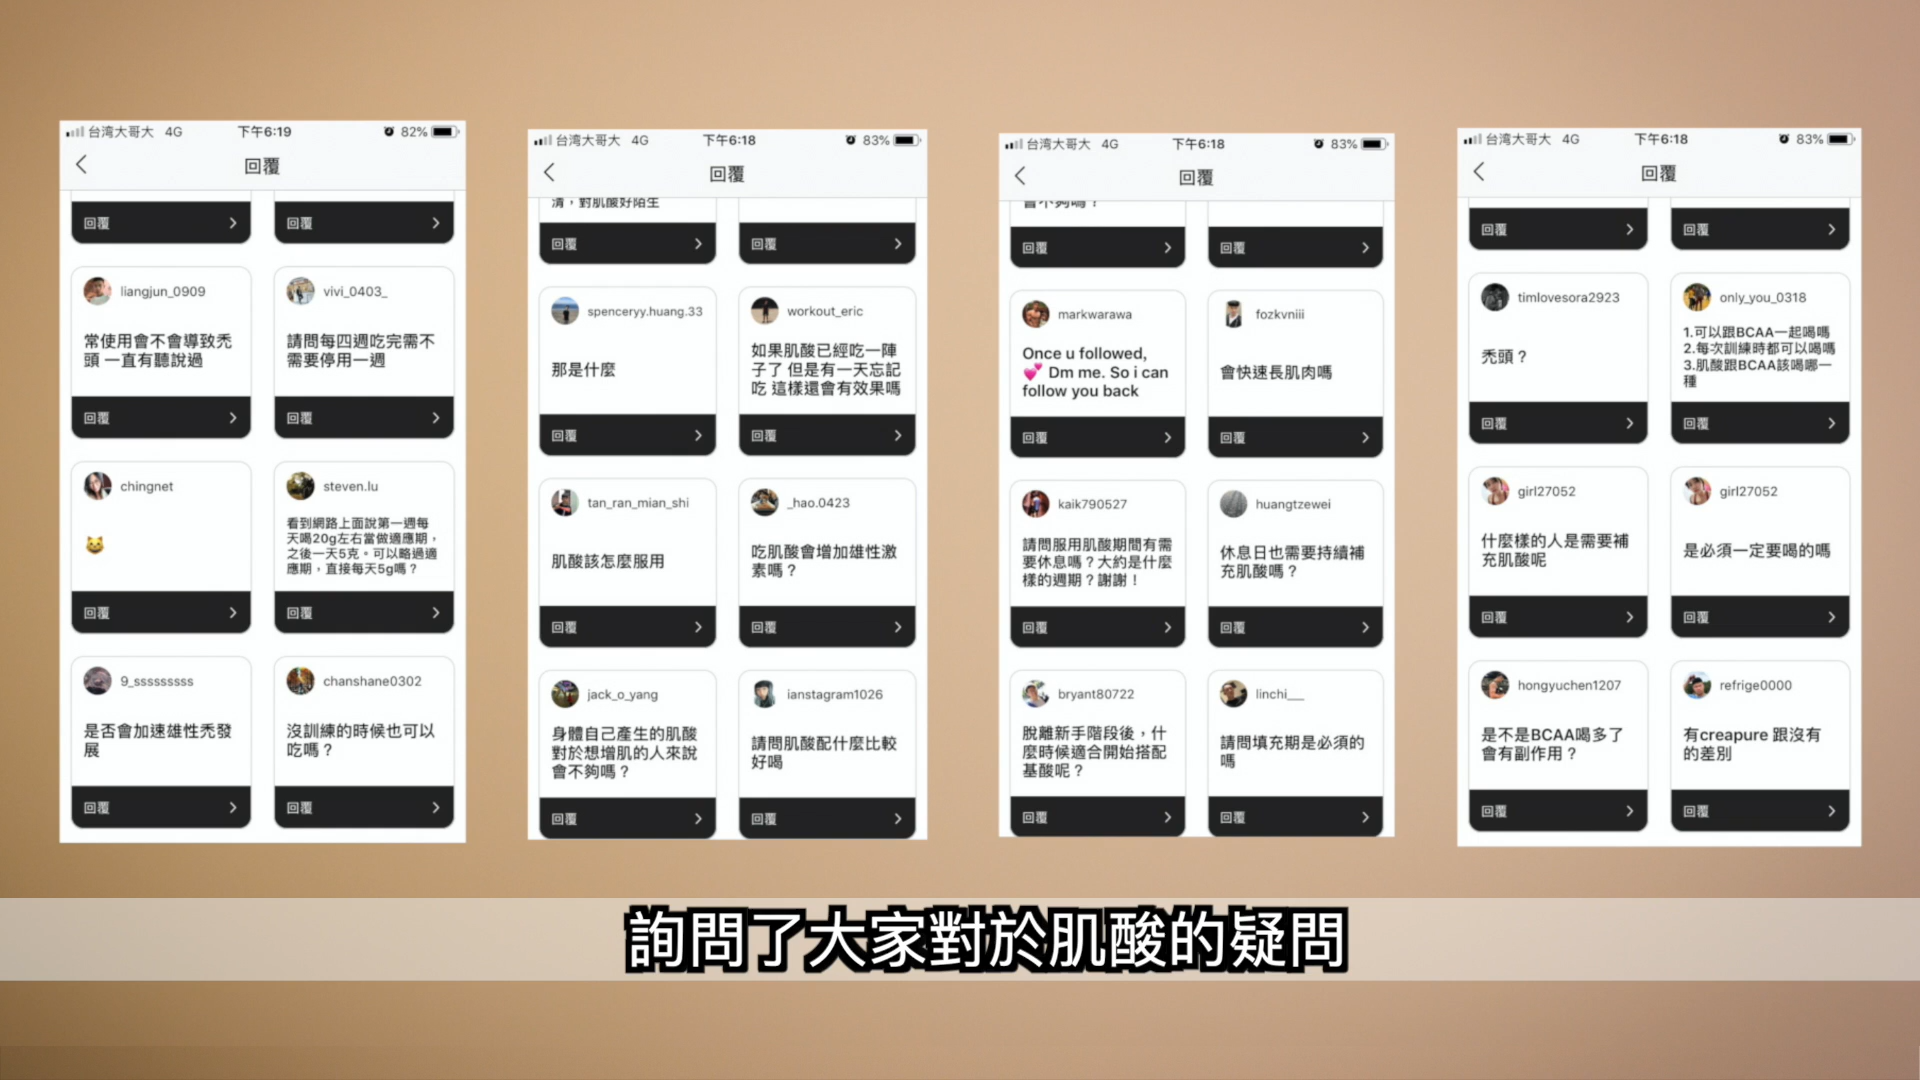 台湾大哥大 4G 下午6:19 82%
回覆
回覆 回覆
liangjun_0909
常使用會不會導致禿
頭 一直有聽說過
回覆
vivi_0403_
請問每四週吃完需不
需要停用一週
回覆
chingnet
😺
回覆
steven.lu
看到網路上面說第一週每
天喝20g左右當做適應期，
之後一天5克。可以略過適
應期，直接每天5g嗎？
回覆
9_sssssssss
是否會加速雄性禿發
展
回覆
chanshane0302
沒訓練的時候也可以
吃嗎？
回覆
台湾大哥大 4G 下午6:18 83%
回覆
清，對肌酸好陌生
回覆 回覆
spenceryy.huang.33
那是什麼
回覆
workout_eric
如果肌酸已經吃一陣
子了 但是有一天忘記
吃 這樣還會有效果嗎
回覆
tan_ran_mian_shi
肌酸該怎麼服用
回覆
_hao.0423
吃肌酸會增加雄性激
素嗎？
回覆
jack_o_yang
身體自己產生的肌酸
對於想增肌的人來說
會不夠嗎？
回覆
ianstagram1026
請問肌酸配什麼比較
好喝
回覆
台湾大哥大 4G 下午6:18 83%
回覆
會不夠嗎？
回覆 回覆
markwarawa
Once u followed,
💕 Dm me. So i can
follow you back
回覆
fozkvniii
會快速長肌肉嗎
回覆
kaik790527
請問服用肌酸期間有需
要休息嗎？大約是什麼
樣的週期？謝謝！
回覆
huangtzewei
休息日也需要持續補
充肌酸嗎？
回覆
bryant80722
脫離新手階段後，什
麼時候適合開始搭配
基酸呢？
回覆
linchi___
請問填充期是必須的
嗎
回覆
台湾大哥大 4G 下午6:18 83%
回覆
回覆 回覆
timlovesora2923
禿頭？
回覆
only_you_0318
1.可以跟BCAA一起喝嗎
2.每次訓練時都可以喝嗎
3.肌酸跟BCAA該喝哪一
種
回覆
girl27052
什麼樣的人是需要補
充肌酸呢
回覆
girl27052
是必須一定要喝的嗎
回覆
hongyuchen1207
是不是BCAA喝多了
會有副作用？
回覆
refrige0000
有creapure 跟沒有
的差別
回覆
詢問了大家對於肌酸的疑問